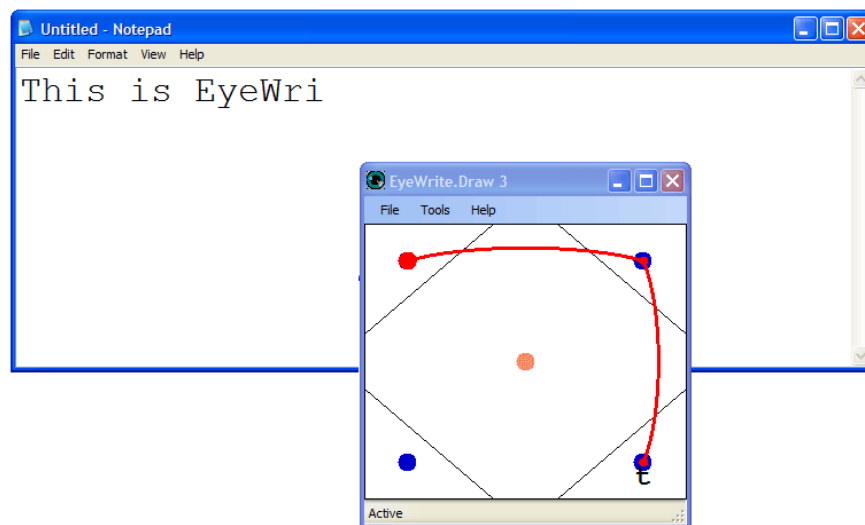 Untitled - Notepad
File Edit Format View Help
This is EyeWri
EyeWrite.Draw 3
File Tools Help
t
Active